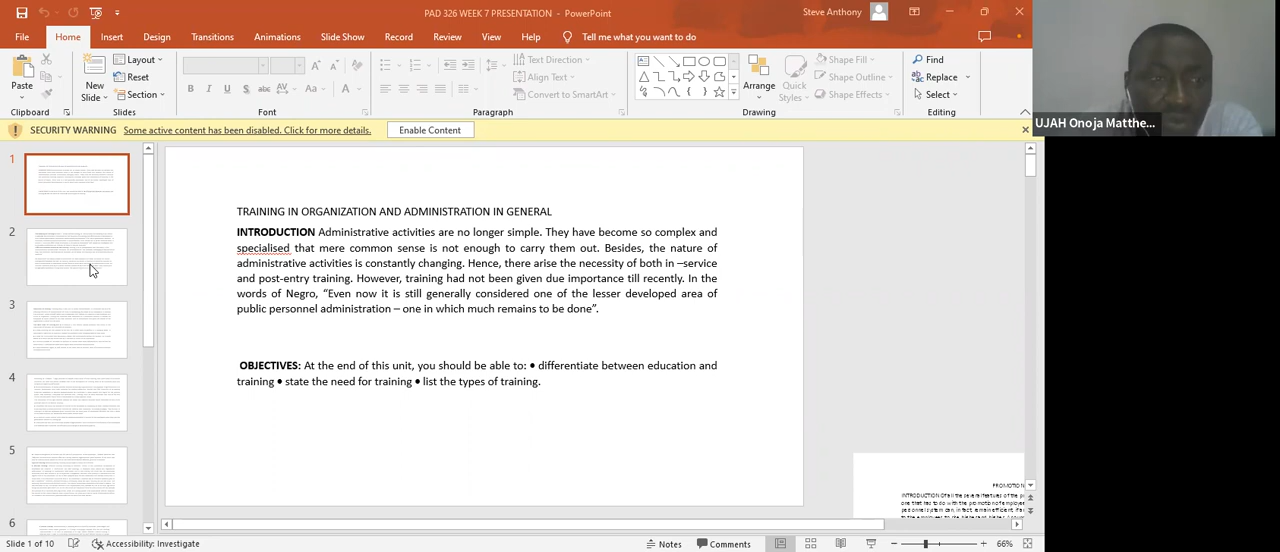 PAD 326 WEEK 7 PRESENTATION - PowerPoint
Steve Anthony
File Home Insert Design Transitions Animations Slide Show Record Review View Help Tell me what you want to do
Paste
New Slide
Layout
Reset
Section
B I U S ab AV Aa A
Text Direction
Align Text
Convert to SmartArt
Arrange
Quick Styles
Shape Fill
Shape Outline
Shape Effects
Find
Replace
Select
Clipboard Slides Font Paragraph Drawing Editing
SECURITY WARNING Some active content has been disabled. Click for more details. Enable Content
UJAH Onoja Matthe...
1
2
3
4
5
6
TRAINING IN ORGANIZATION AND ADMINISTRATION IN GENERAL
INTRODUCTION Administrative activities are no longer simple. They have become so complex and
specialised that mere common sense is not enough to carry them out. Besides, the nature of
administrative activities is constantly changing. Hence, there arise the necessity of both in –service
and post-entry training. However, training had not been given due importance till recently. In the
words of Negro, “Even now it is still generally considered one of the lesser developed area of
public personnel administration – one in which much remains to be done”.
OBJECTIVES: At the end of this unit, you should be able to: • differentiate between education and
training • state the need for training • list the types of training.
Slide 1 of 10 Accessibility: Investigate Notes Comments 66%